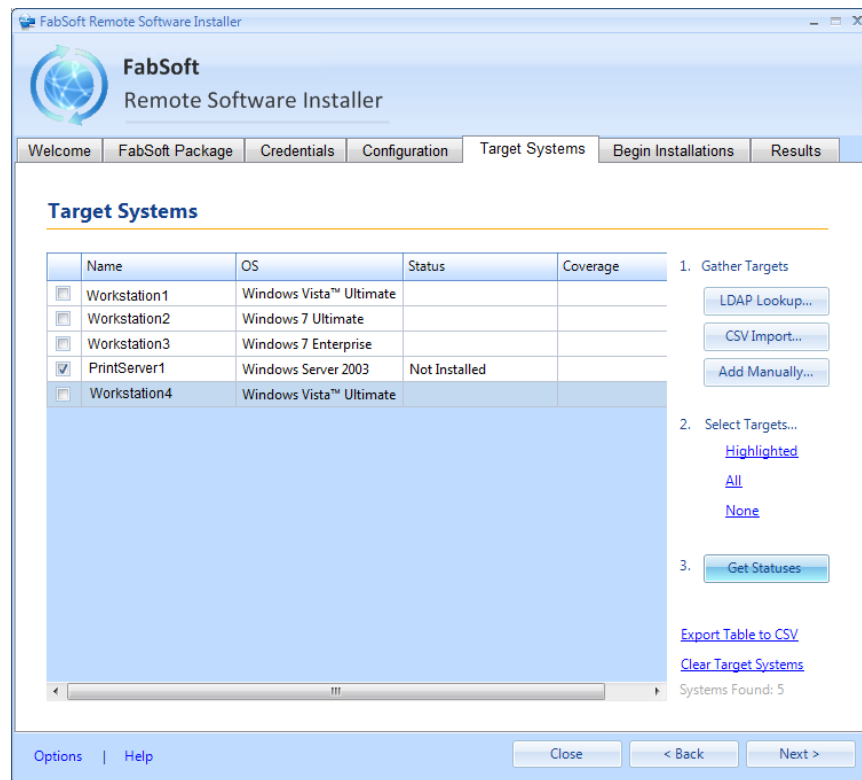 FabSoft Remote Software Installer
FabSoft
Remote Software Installer
Welcome FabSoft Package Credentials Configuration Target Systems Begin Installations Results
Target Systems
Name OS Status Coverage
Workstation1 Windows Vista™ Ultimate
Workstation2 Windows 7 Ultimate
Workstation3 Windows 7 Enterprise
PrintServer1 Windows Server 2003 Not Installed
Workstation4 Windows Vista™ Ultimate
1. Gather Targets
LDAP Lookup...
CSV Import...
Add Manually...
2. Select Targets...
Highlighted
All
None
3. Get Statuses
Export Table to CSV
Clear Target Systems
Systems Found: 5
Options | Help Close < Back Next >